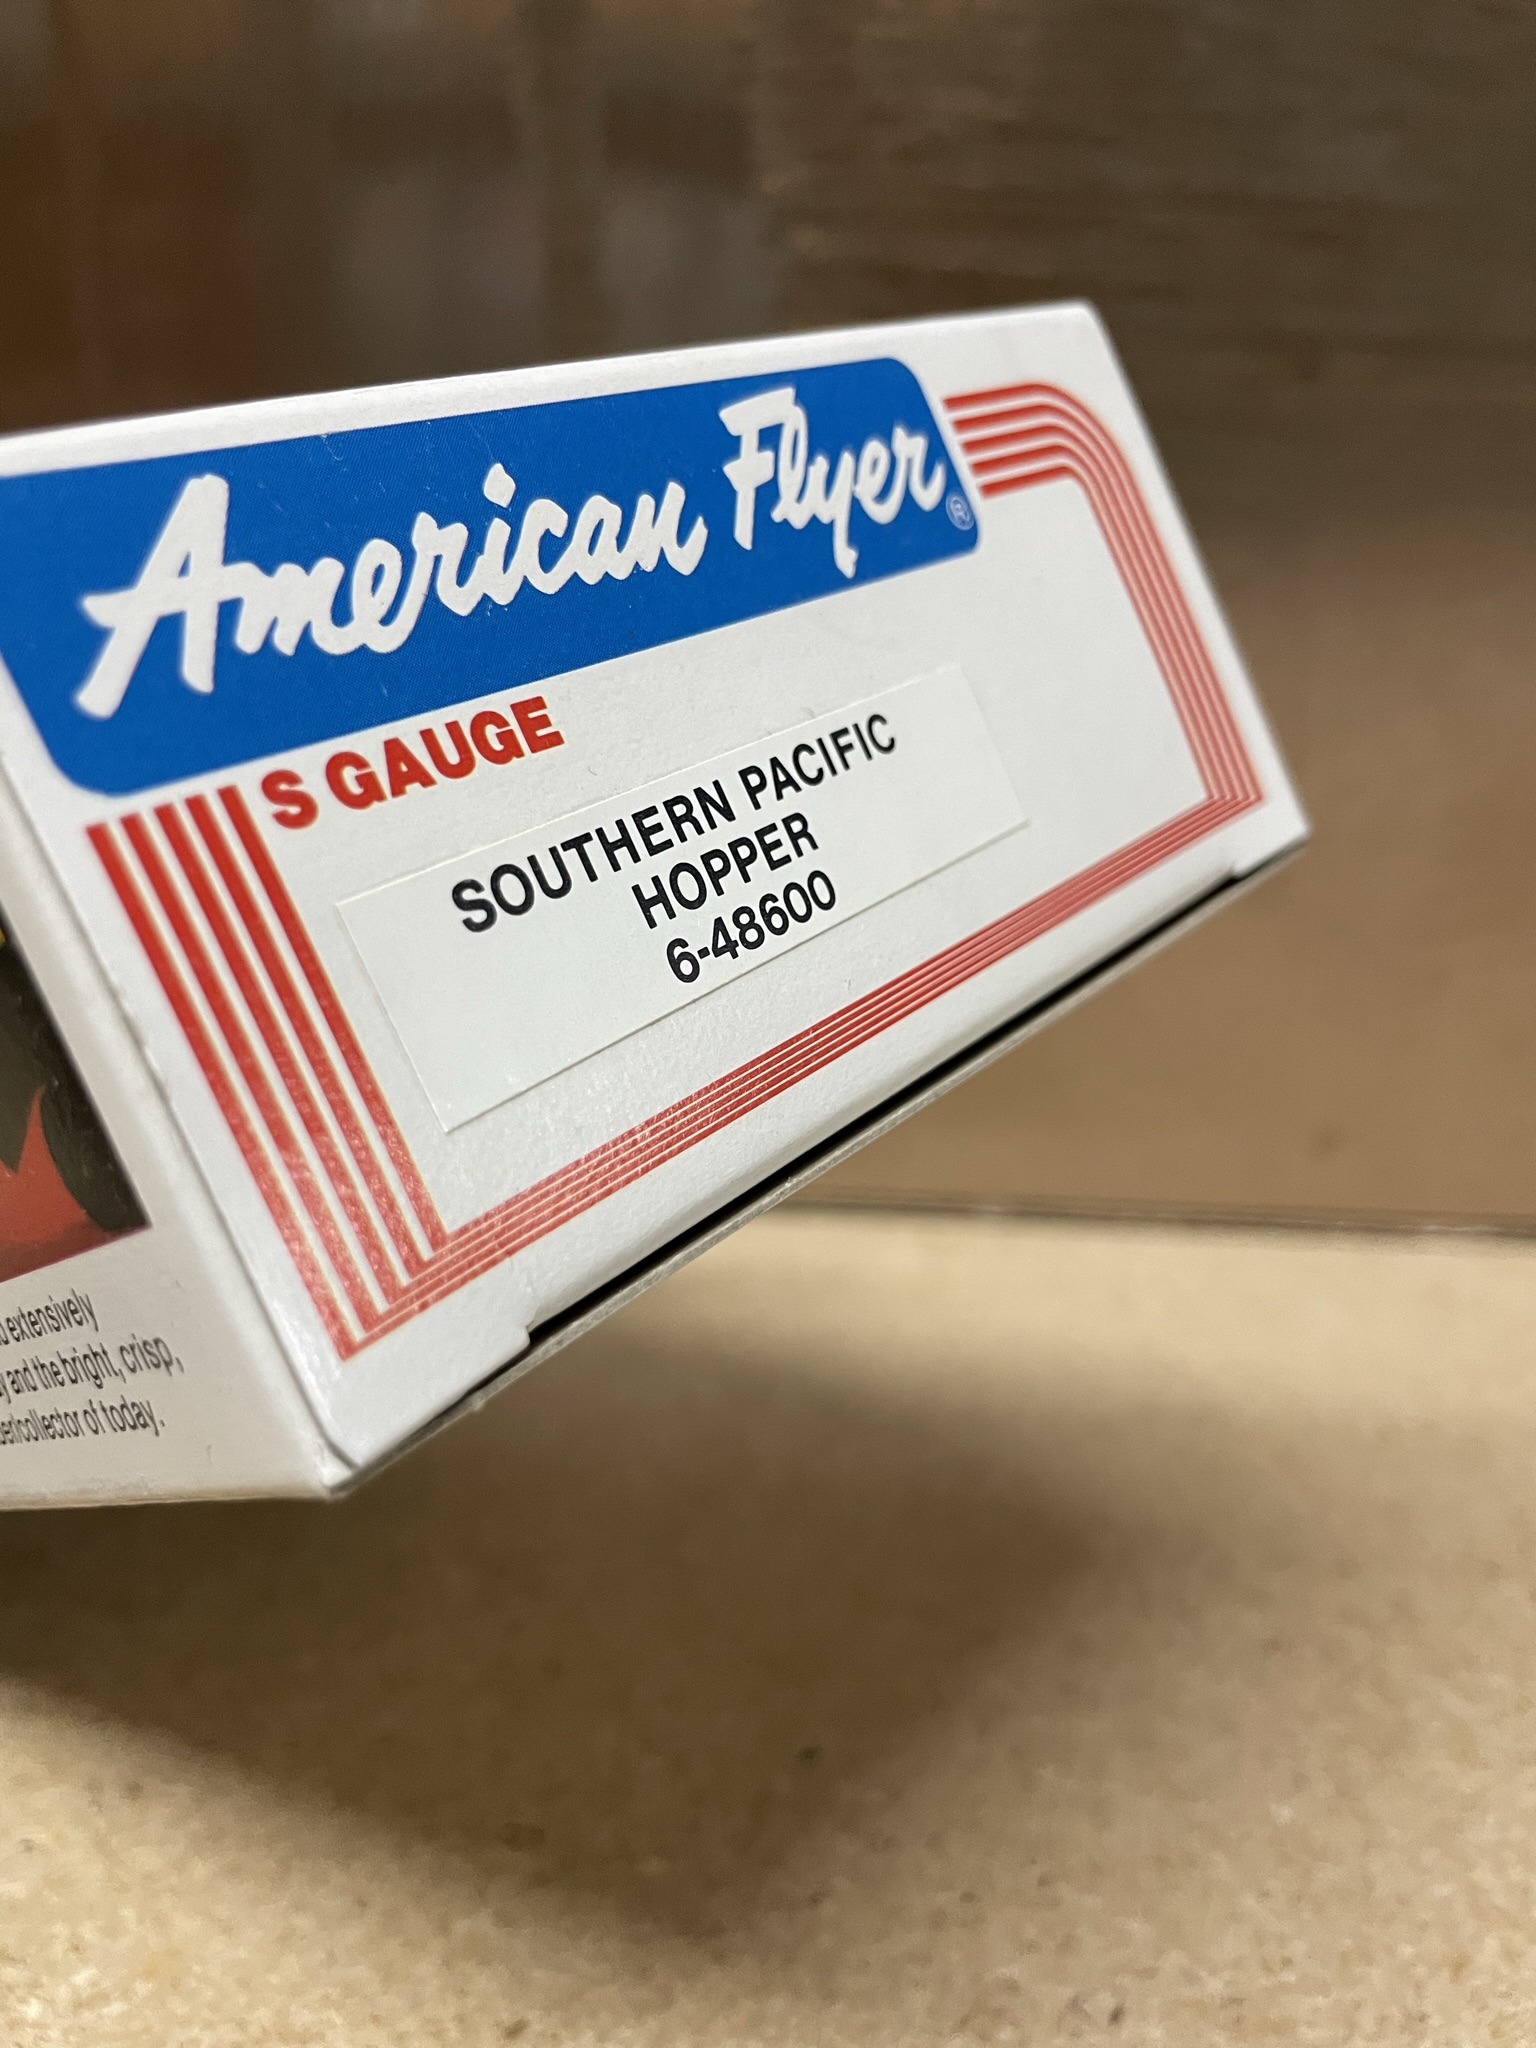 American Flyer®
S GAUGE
SOUTHERN PACIFIC
HOPPER
6-48600
extensively
and the bright, crisp,
collector of today.